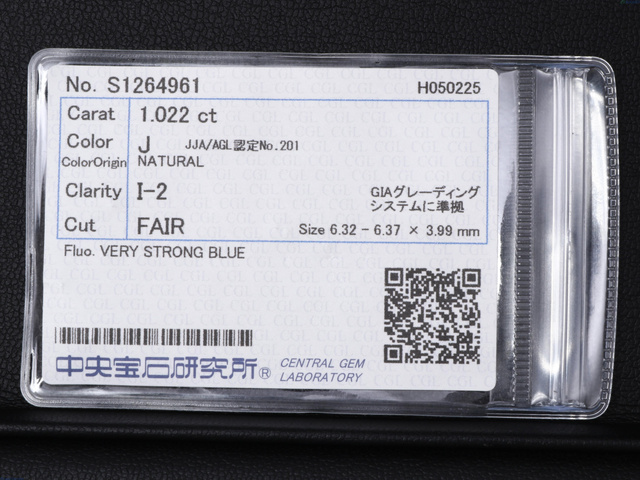 No. S1264961 H050225
Carat 1.022 ct
Color J JJA/AGL認定No.201
ColorOrigin NATURAL
Clarity I-2 GIAグレーディング
システムに準拠
Cut FAIR Size 6.32 - 6.37 × 3.99 mm
Fluo. VERY STRONG BLUE
中央宝石研究所® CENTRAL GEM
LABORATORY